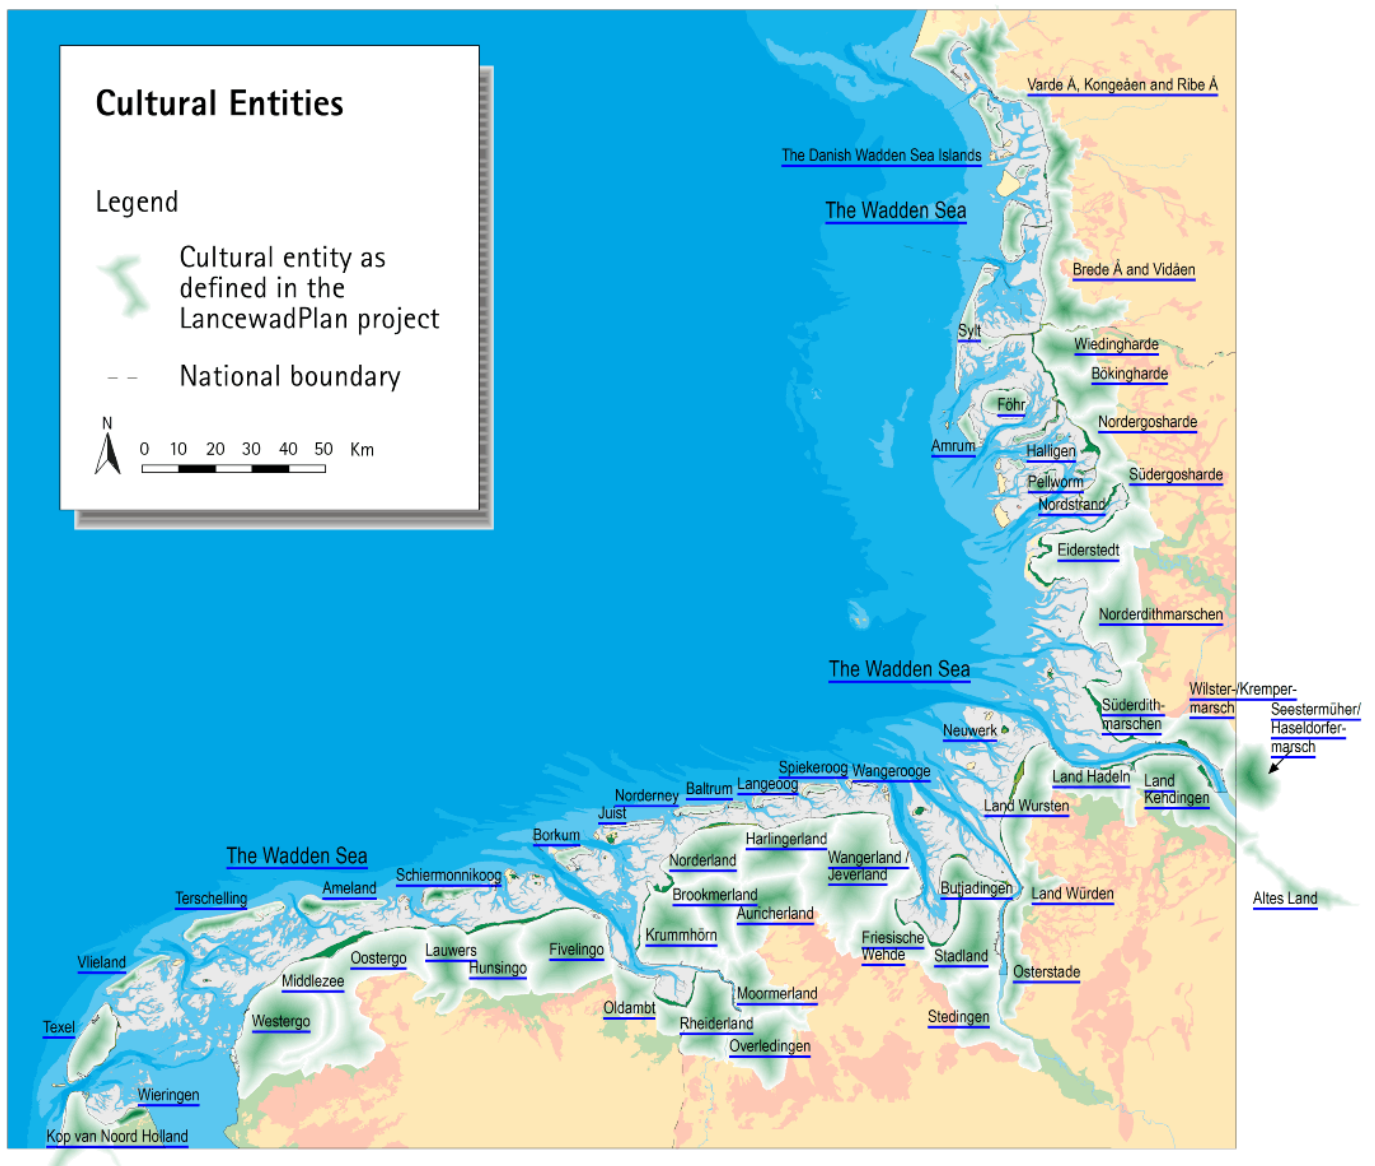 Cultural Entities
Legend
Cultural entity as
defined in the
LancewadPlan project
National boundary
N
0 10 20 30 40 50 Km
Varde Å, Kongeåen and Ribe Å
The Danish Wadden Sea Islands
The Wadden Sea
Brede Å and Vidåen
Sylt
Wiedingharde
Bökingharde
Föhr
Nordergosharde
Amrum
Halligen
Südergosharde
Pellworm
Nordstrand
Eiderstedt
Norderdithmarschen
The Wadden Sea
Wilster-/Kremper-
marsch
Seestermüher/
Haseldorfer-
marsch
Süderdith-
marschen
Neuwerk
Land Hadeln
Land
Kehdingen
Land Wursten
Spiekeroog
Wangerooge
Langeoog
Baltrum
Norderney
Juist
Borkum
Harlingerland
Norderland
Wangerland /
Jeverland
Brookmerland
Auricherland
Butjadingen
Land Würden
Altes Land
The Wadden Sea
Schiermonnikoog
Ameland
Terschelling
Krummhörn
Friesische
Wehde
Stadland
Osterstade
Fivelingo
Lauwers
Hunsingo
Oostergo
Vlieland
Middlezee
Moormerland
Oldambt
Stedingen
Rheiderland
Westergo
Texel
Overledingen
Wieringen
Kop van Noord Holland